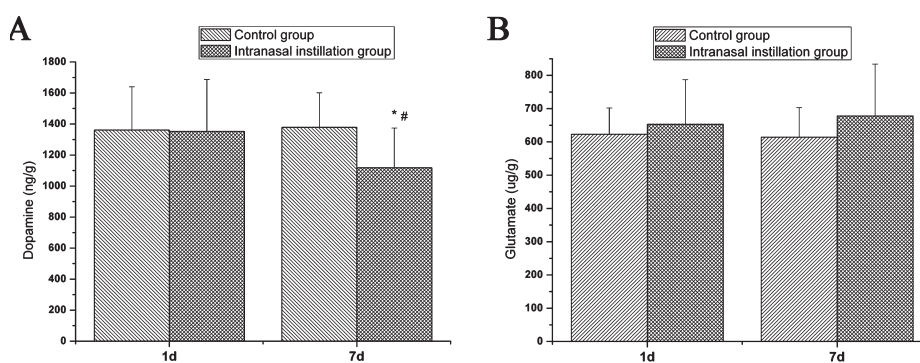 A
Control group
Intranasal instillation group
1800
1600
1400
1200
1000
800
600
400
200
0
Dopamine (ng/g)
* #
1d
7d
B
Control group
Intranasal instillation group
800
700
600
500
400
300
200
100
0
Glutamate (ug/g)
1d
7d